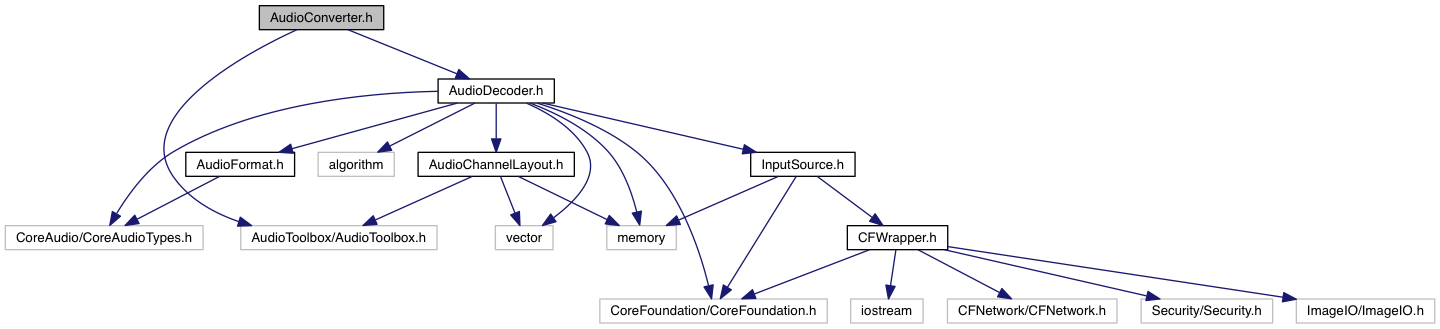 AudioConverter.h
AudioDecoder.h
AudioFormat.h
algorithm
AudioChannelLayout.h
InputSource.h
CoreAudio/CoreAudioTypes.h
AudioToolbox/AudioToolbox.h
vector
memory
CFWrapper.h
CoreFoundation/CoreFoundation.h
iostream
CFNetwork/CFNetwork.h
Security/Security.h
ImageIO/ImageIO.h